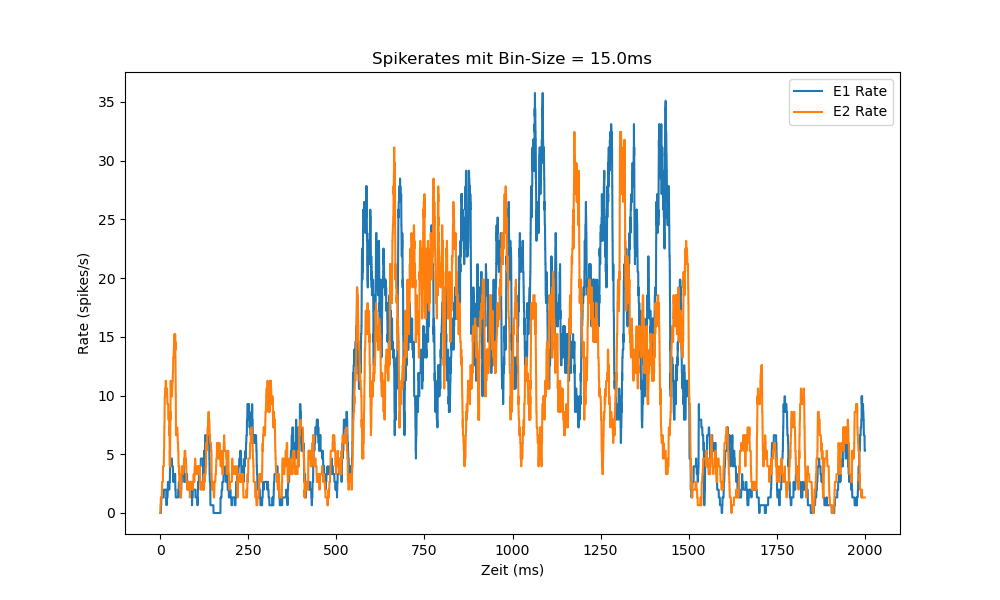 Spikerates mit Bin-Size = 15.0ms
E1 Rate
E2 Rate
Rate (spikes/s)
35
30
25
20
15
10
5
0
0 250 500 750 1000 1250 1500 1750 2000
Zeit (ms)